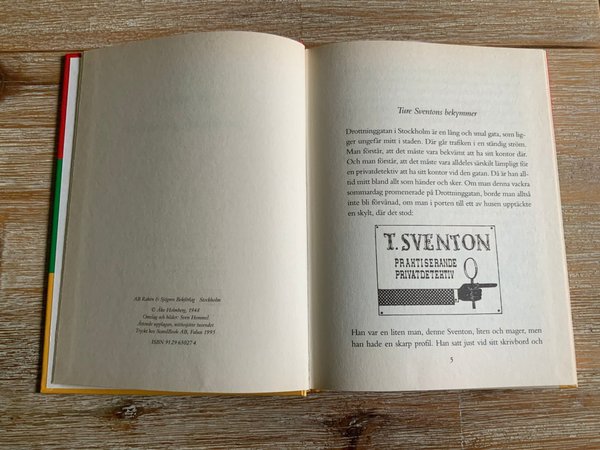 AB Rabén & Sjögren Bokförlag Stockholm
© Åke Holmberg, 1948
Omslag och bilder: Sven Hemmel
Åttonde upplagan, nittonsjätte tusendet
Tryckt hos ScandBook AB, Falun 1995
ISBN 91 29 63027 4
Ture Sventons bekymmer
Drottninggatan i Stockholm är en lång och smal gata, som lig-
ger ungefär mitt i staden. Där går trafiken i en ständig ström.
Man förstår, att det måste vara bekvämt att ha sitt kontor där.
Och man förstår, att det måste vara alldeles särskilt lämpligt för
en privatdetektiv att ha sitt kontor vid den gatan. Då är han all-
tid mitt bland allt som händer och sker. Om man denna vackra
sommardag promenerade på Drottninggatan, borde man alltså
inte bli förvånad, om man i porten till ett av husen upptäckte
en skylt, där det stod:
T. SVENTON
PRAKTISERANDE
PRIVATDETEKTIV
Han var en liten man, denne Sventon, liten och mager, men
han hade en skarp profil. Han satt just vid sitt skrivbord och
5